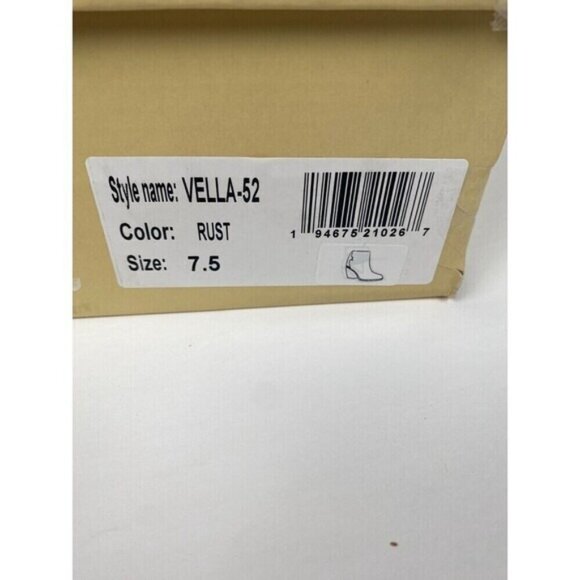 Style name: VELLA-52
Color: RUST
Size: 7.5
1 94675 21026 7